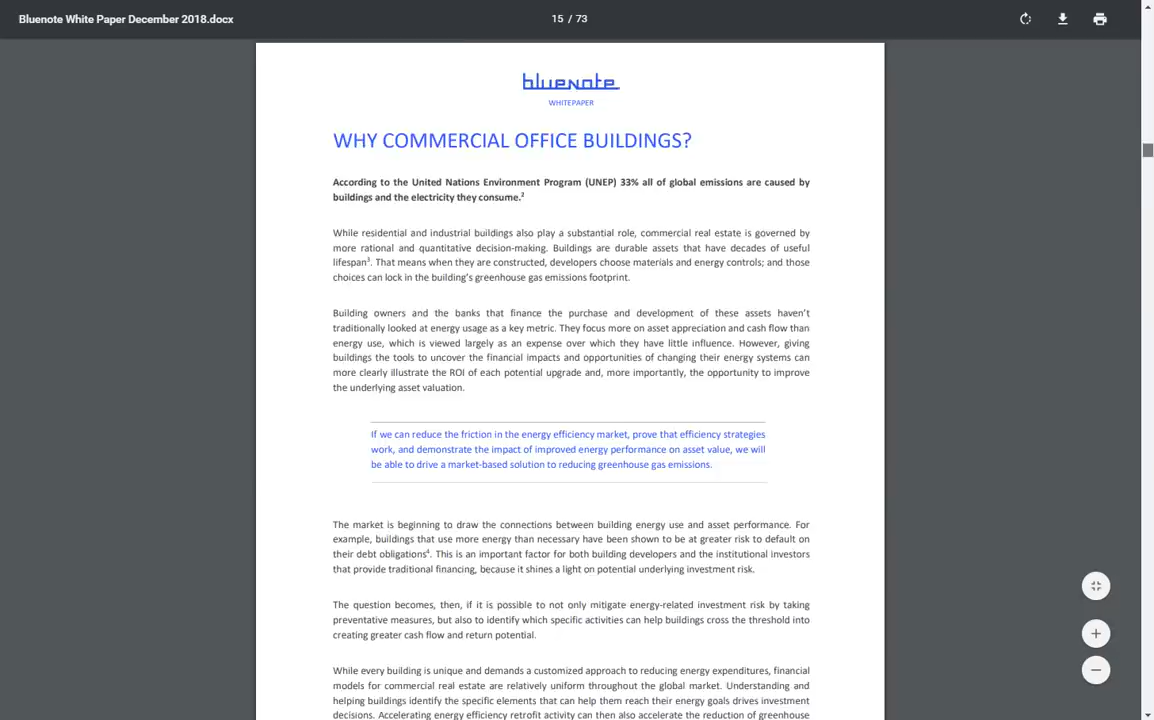 Bluenote White Paper December 2018.docx
15 / 73
bluenote
WHITEPAPER
WHY COMMERCIAL OFFICE BUILDINGS?
According to the United Nations Environment Program (UNEP) 33% all of global emissions are caused by
buildings and the electricity they consume.²
While residential and industrial buildings also play a substantial role, commercial real estate is governed by
more rational and quantitative decision-making. Buildings are durable assets that have decades of useful
lifespan³. That means when they are constructed, developers choose materials and energy controls; and those
choices can lock in the building's greenhouse gas emissions footprint.
Building owners and the banks that finance the purchase and development of these assets haven't
traditionally looked at energy usage as a key metric. They focus more on asset appreciation and cash flow than
energy use, which is viewed largely as an expense over which they have little influence. However, giving
buildings the tools to uncover the financial impacts and opportunities of changing their energy systems can
more clearly illustrate the ROI of each potential upgrade and, more importantly, the opportunity to improve
the underlying asset valuation.
If we can reduce the friction in the energy efficiency market, prove that efficiency strategies
work, and demonstrate the impact of improved energy performance on asset value, we will
be able to drive a market-based solution to reducing greenhouse gas emissions.
The market is beginning to draw the connections between building energy use and asset performance. For
example, buildings that use more energy than necessary have been shown to be at greater risk to default on
their debt obligations⁴. This is an important factor for both building developers and the institutional investors
that provide traditional financing, because it shines a light on potential underlying investment risk.
The question becomes, then, if it is possible to not only mitigate energy-related investment risk by taking
preventative measures, but also to identify which specific activities can help buildings cross the threshold into
creating greater cash flow and return potential.
While every building is unique and demands a customized approach to reducing energy expenditures, financial
models for commercial real estate are relatively uniform throughout the global market. Understanding and
helping buildings identify the specific elements that can help them reach their energy goals drives investment
decisions. Accelerating energy efficiency retrofit activity can then also accelerate the reduction of greenhouse